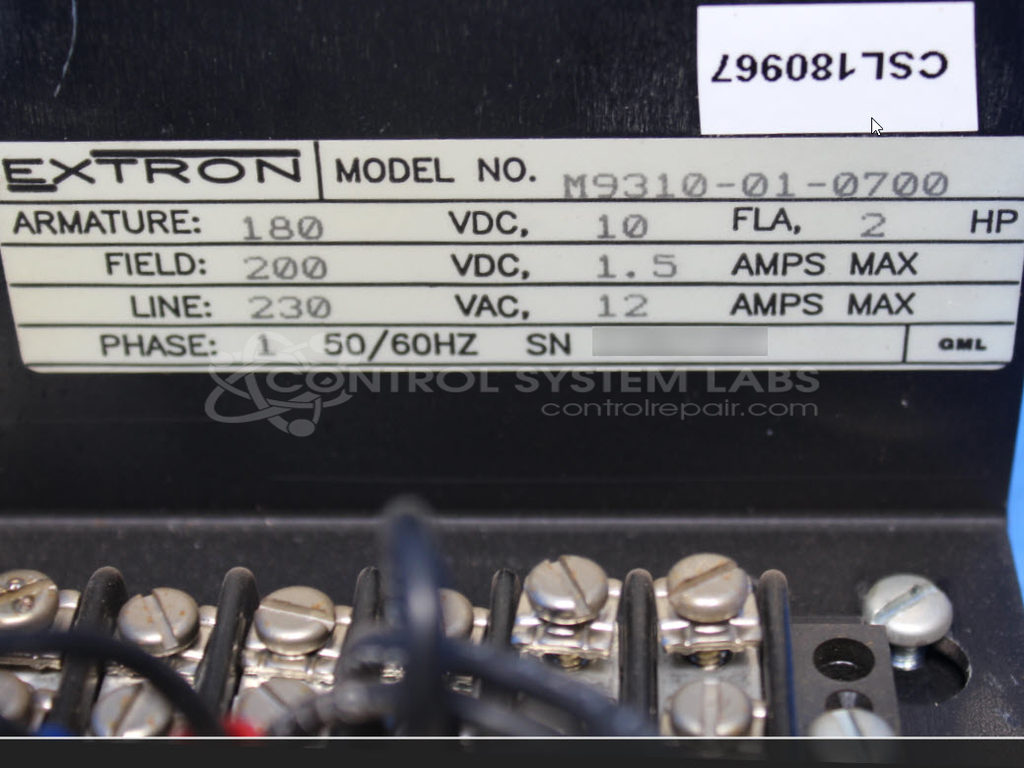 CSL180967
EXTRON MODEL NO. M9310-01-0700
ARMATURE: 180 VDC, 10 FLA, 2 HP
FIELD: 200 VDC, 1.5 AMPS MAX
LINE: 230 VAC, 12 AMPS MAX
PHASE: 1 50/60HZ SN GML
CONTROL SYSTEM LABS
controlrepair.com